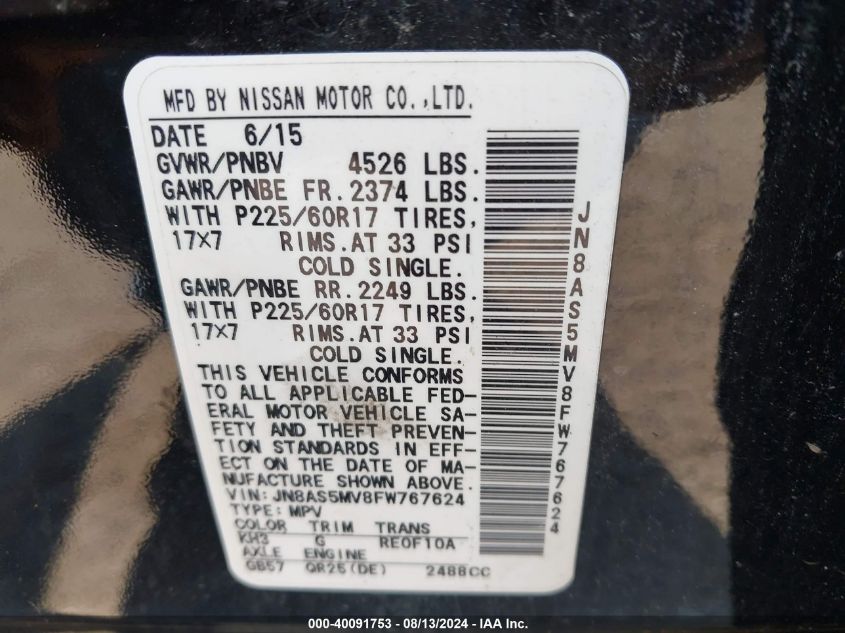 MFD BY NISSAN MOTOR CO.,LTD.
DATE 6/15
GVWR/PNBV 4526 LBS.
GAWR/PNBE FR. 2374 LBS.
WITH P225/60R17 TIRES,
17X7 RIMS.AT 33 PSI
COLD SINGLE.
GAWR/PNBE RR. 2249 LBS.
WITH P225/60R17 TIRES,
17X7 RIMS.AT 33 PSI
COLD SINGLE.
THIS VEHICLE CONFORMS
TO ALL APPLICABLE FED-
ERAL MOTOR VEHICLE SA-
FETY AND THEFT PREVEN-
TION STANDARDS IN EFF-
ECT ON THE DATE OF MA-
NUFACTURE SHOWN ABOVE.
VIN: JN8AS5MV8FW767624
TYPE: MPV
COLOR TRIM TRANS
KH3 G RE0F10A
AXLE ENGINE
GB57 QR25(DE) 2488CC
JN8AS5MV8FW767624
000-40091753 - 08/13/2024 - IAA Inc.